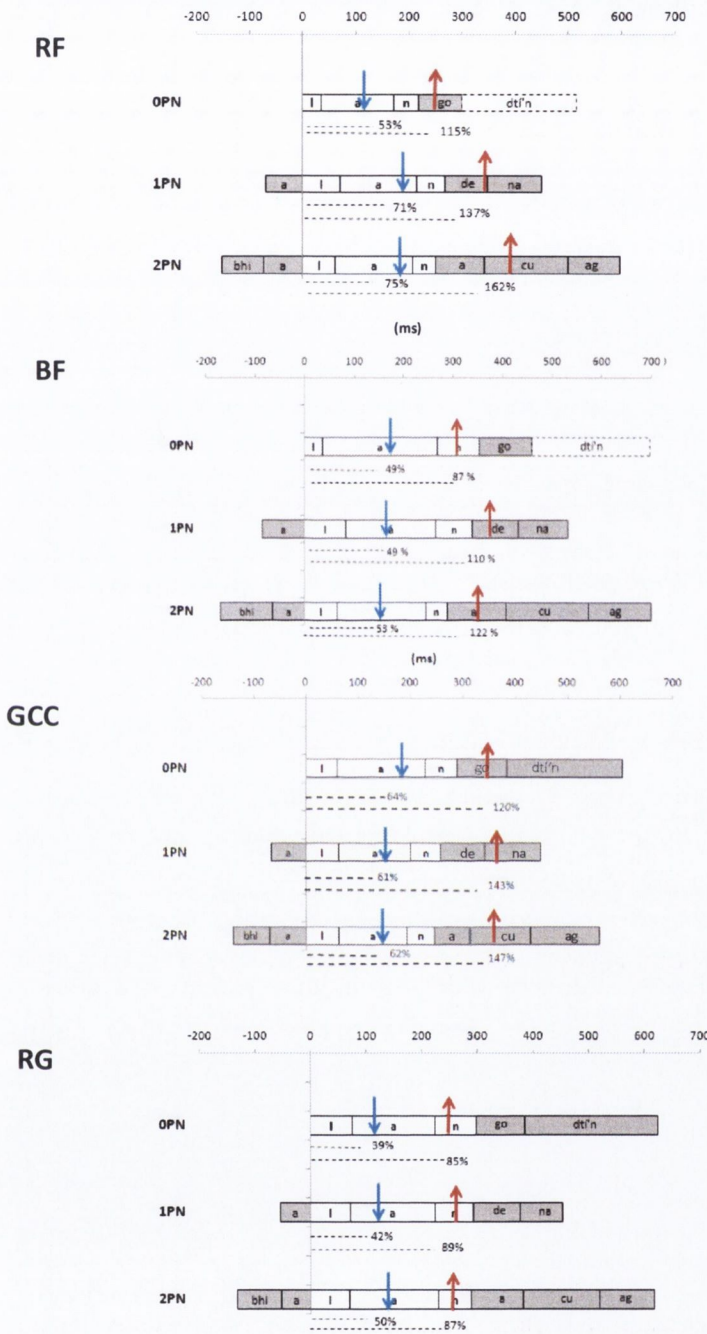 -200 -100 0 100 200 300 400 500 600 700
RF
0PN l a n go dtí'n
53%
115%
1PN a l a n de na
71%
137%
2PN bhi a l a n a cu ag
75%
162%
(ms)
BF
-200 -100 0 100 200 300 400 500 600 700 )
0PN l a n go dtí'n
49%
87 %
1PN a l a n de na
49 %
110 %
2PN bhi a l a n a cu ag
53 %
122 %
(ms)
-200 -100 0 100 200 300 400 500 600 700
GCC
0PN l a n go dtí'n
64%
120%
1PN a l a n de na
61%
143%
2PN bhi a l a n a cu ag
62%
147%
-200 -100 0 100 200 300 400 500 600 700
RG
0PN l a n go dtí'n
39%
85%
1PN a l a n de na
42%
89%
2PN bhi a l a n a cu ag
50%
87%